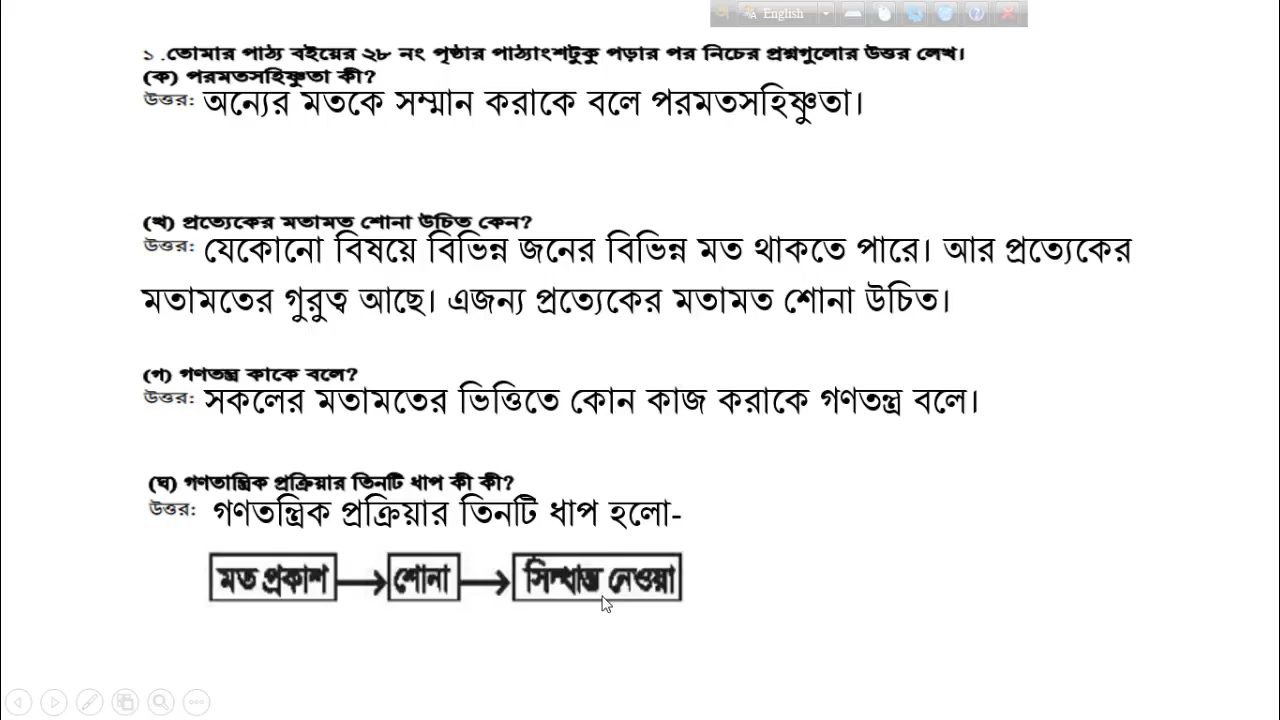 English
১ .তোমার পাঠ্য বইয়ের ২৮ নং পৃষ্ঠার পাঠ্যাংশটুকু পড়ার পর নিচের প্রশ্নগুলোর উত্তর লেখ।
(ক) পরমতসহিষ্ণুতা কী?
উত্তর: অন্যের মতকে সম্মান করাকে বলে পরমতসহিষ্ণুতা।
(খ) প্রত্যেকের মতামত শোনা উচিত কেন?
উত্তর: যেকোনো বিষয়ে বিভিন্ন জনের বিভিন্ন মত থাকতে পারে। আর প্রত্যেকের
মতামতের গুরুত্ব আছে। এজন্য প্রত্যেকের মতামত শোনা উচিত।
(গ) গণতন্ত্র কাকে বলে?
উত্তর: সকলের মতামতের ভিত্তিতে কোন কাজ করাকে গণতন্ত্র বলে।
(ঘ) গণতান্ত্রিক প্রক্রিয়ার তিনটি ধাপ কী কী?
উত্তর: গণতন্ত্রিক প্রক্রিয়ার তিনটি ধাপ হলো-
মত প্রকাশ শোনা সিদ্ধান্ত নেওয়া